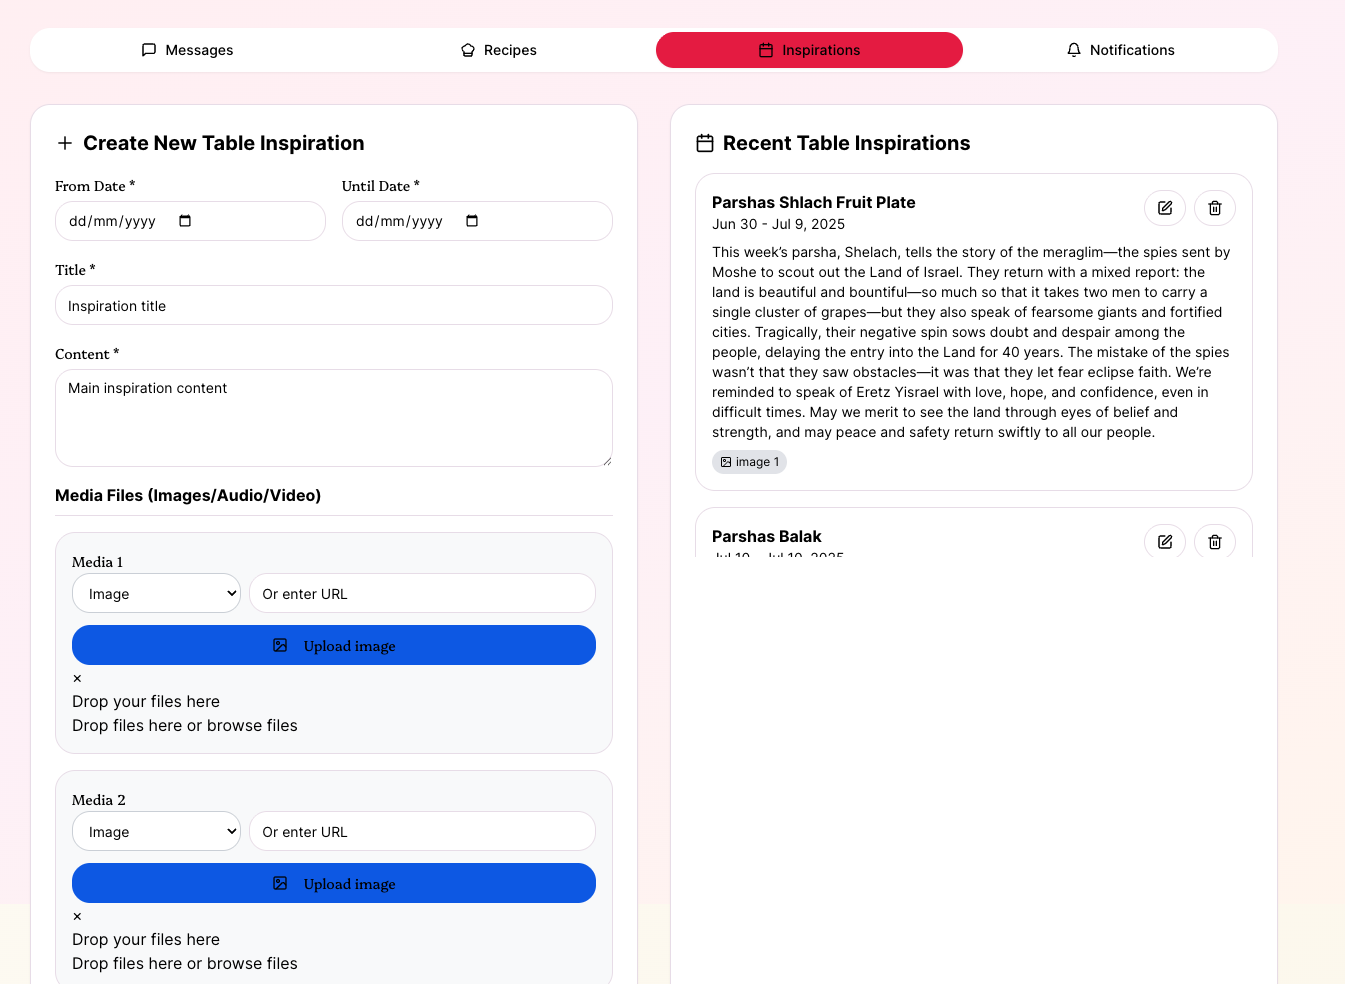 Messages
Recipes
Inspirations
Notifications
Create New Table Inspiration
From Date *
Until Date *
dd/mm/yyyy
dd/mm/yyyy
Title *
Inspiration title
Content *
Main inspiration content
Media Files (Images/Audio/Video)
Media 1
Image
Or enter URL
Upload image
×
Drop your files here
Drop files here or browse files
Media 2
Image
Or enter URL
Upload image
×
Drop your files here
Drop files here or browse files
Recent Table Inspirations
Parshas Shlach Fruit Plate
Jun 30 - Jul 9, 2025
This week’s parsha, Shelach, tells the story of the meraglim—the spies sent by
Moshe to scout out the Land of Israel. They return with a mixed report: the
land is beautiful and bountiful—so much so that it takes two men to carry a
single cluster of grapes—but they also speak of fearsome giants and fortified
cities. Tragically, their negative spin sows doubt and despair among the
people, delaying the entry into the Land for 40 years. The mistake of the spies
wasn’t that they saw obstacles—it was that they let fear eclipse faith. We’re
reminded to speak of Eretz Yisrael with love, hope, and confidence, even in
difficult times. May we merit to see the land through eyes of belief and
strength, and may peace and safety return swiftly to all our people.
image 1
Parshas Balak